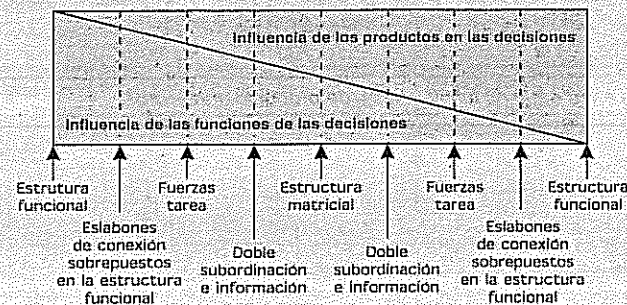 Influencia de los productos en las decisiones
Influencia de las funciones de las decisiones
Estrutura
funcional
Eslabones
de conexión
sobrepuestos
en la estructura
funcional
Fuerzas
tarea
Doble
subordinación
e información
Estructura
matricial
Doble
subordinación
e información
Fuerzas
tarea
Eslabones
de conexión
sobrepuestos
en la estructura
funcional
Estructura
funcional